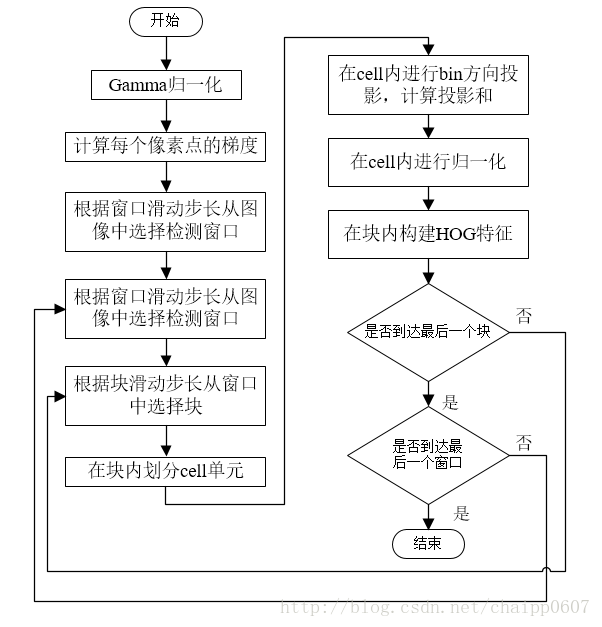 开始
Gamma归一化
计算每个像素点的梯度
根据窗口滑动步长从图
像中选择检测窗口
根据窗口滑动步长从图
像中选择检测窗口
根据块滑动步长从窗口
中选择块
在块内划分cell单元
在cell内进行bin方向投
影，计算投影和
在cell内进行归一化
在块内构建HOG特征
是否到达最后一个块
否
是
是否到达最
后一个窗口
否
是
结束
http://blog.csdn.net/chaipp0607